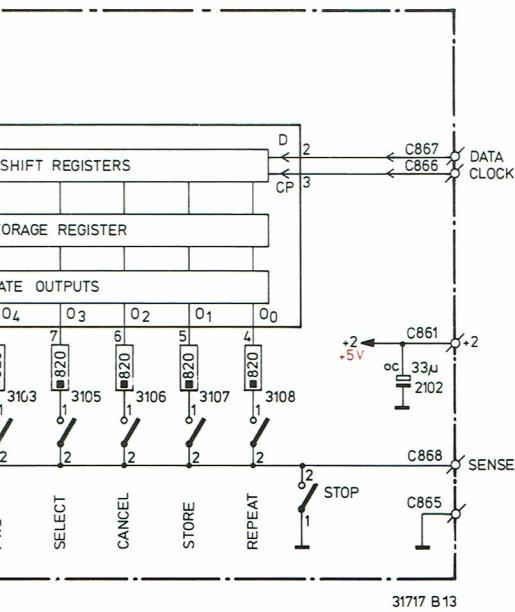 D
2
C867
DATA
SHIFT REGISTERS
C866
CLOCK
CP
3
ORAGE REGISTER
ATE OUTPUTS
O4
O3
O2
O1
O0
7
6
5
4
+2
+5V
C861
+2
820
820
820
820
OC
33µ
2102
3103
3105
3106
3107
3108
1
1
1
1
1
2
2
2
2
2
C868
SENSE
2
STOP
1
C865
SELECT
CANCEL
STORE
REPEAT
31717 B13